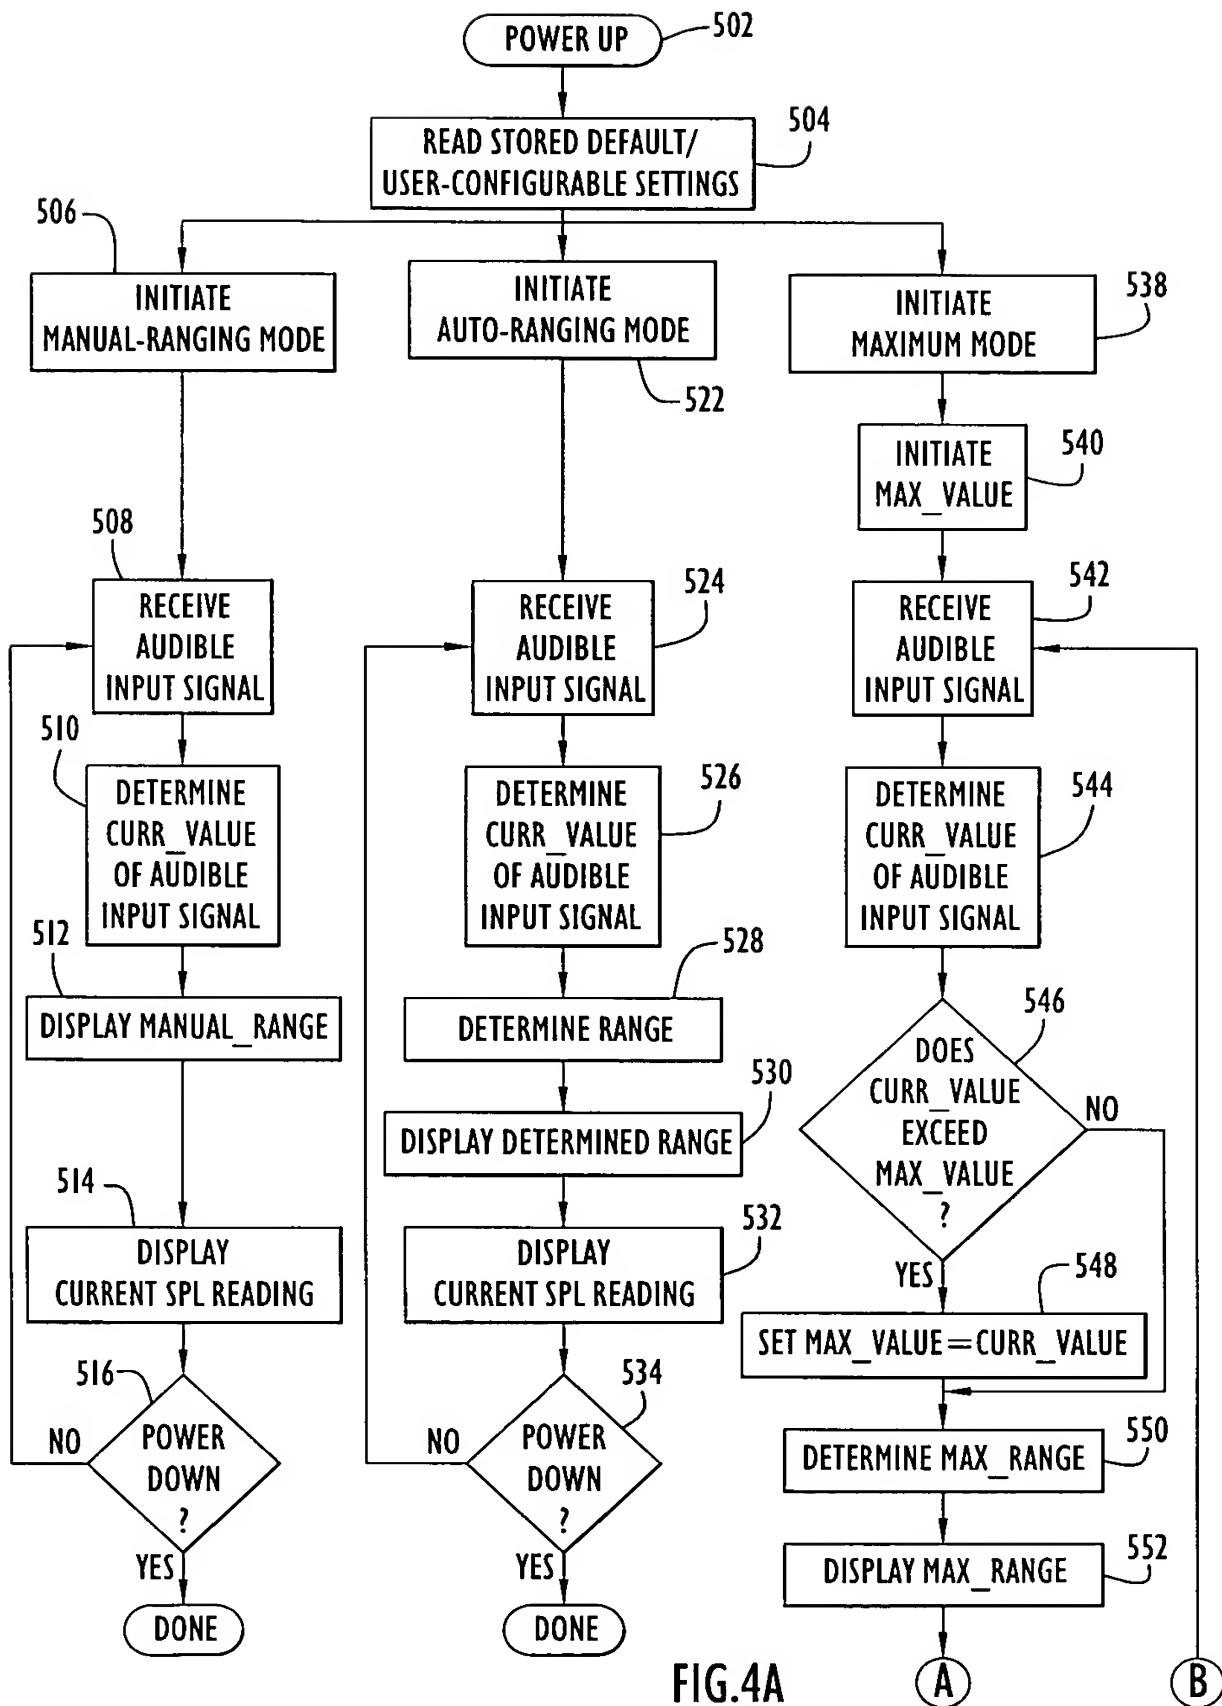 POWER UP
502
READ STORED DEFAULT/
USER-CONFIGURABLE SETTINGS
504
506
INITIATE
MANUAL-RANGING MODE
508
RECEIVE
AUDIBLE
INPUT SIGNAL
510
DETERMINE
CURR_VALUE
OF AUDIBLE
INPUT SIGNAL
512
DISPLAY MANUAL_RANGE
514
DISPLAY
CURRENT SPL READING
516
POWER
DOWN
?
NO
YES
DONE
INITIATE
AUTO-RANGING MODE
522
RECEIVE
AUDIBLE
INPUT SIGNAL
524
DETERMINE
CURR_VALUE
OF AUDIBLE
INPUT SIGNAL
526
528
DETERMINE RANGE
530
DISPLAY DETERMINED RANGE
532
DISPLAY
CURRENT SPL READING
534
POWER
DOWN
?
NO
YES
DONE
538
INITIATE
MAXIMUM MODE
540
INITIATE
MAX_VALUE
542
RECEIVE
AUDIBLE
INPUT SIGNAL
544
DETERMINE
CURR_VALUE
OF AUDIBLE
INPUT SIGNAL
546
DOES
CURR_VALUE
EXCEED
MAX_VALUE
?
NO
YES
548
SET MAX_VALUE=CURR_VALUE
550
DETERMINE MAX_RANGE
552
DISPLAY MAX_RANGE
A
B
FIG.4A